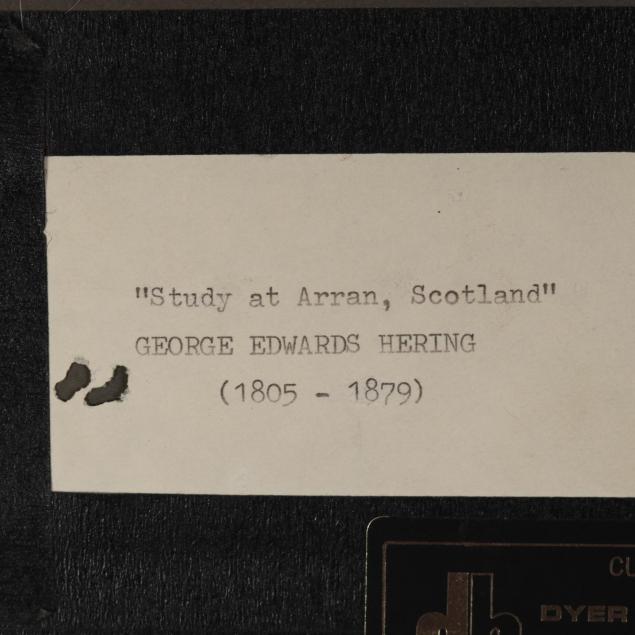 "Study at Arran, Scotland"
GEORGE EDWARDS HERING
(1805 - 1879)
DYER